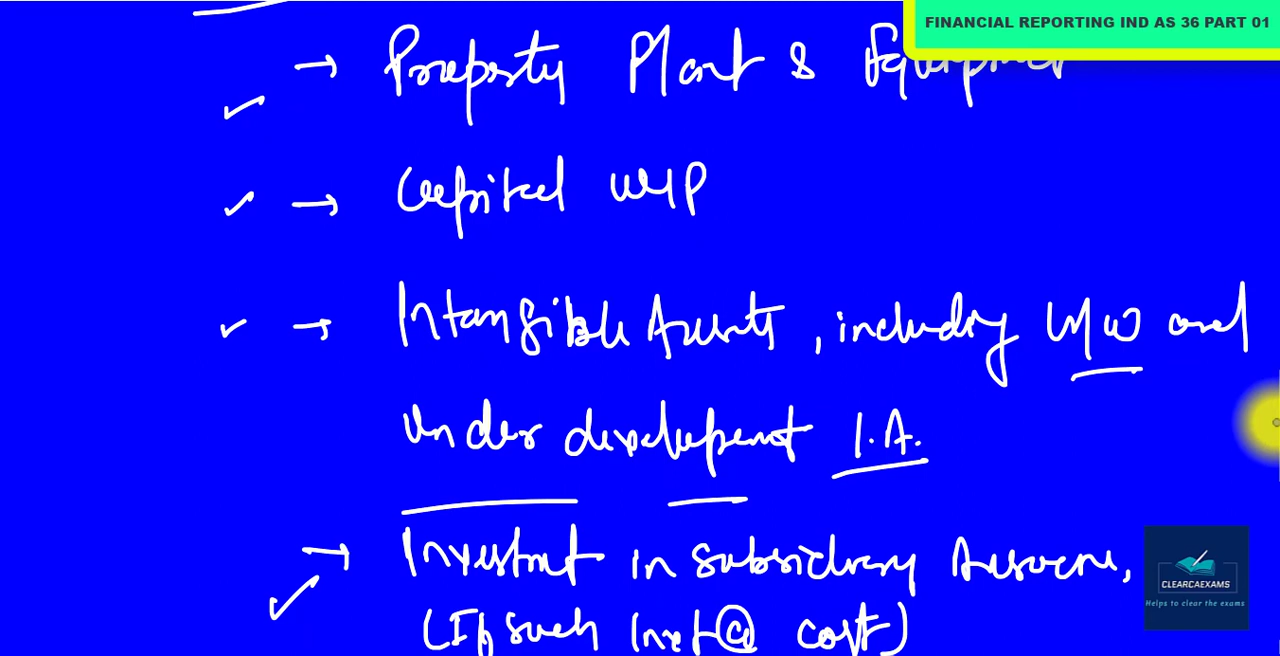 FINANCIAL REPORTING IND AS 36 PART 01
→ Property Plant & Equipment
→ Capital WIP
→ Intangible Assets, including G/W and
under development I.A.
→ Investment in subsidiary Associate,
(If such Invst @ cost)
CLEARCAEXAMS
Helps to clear the exams